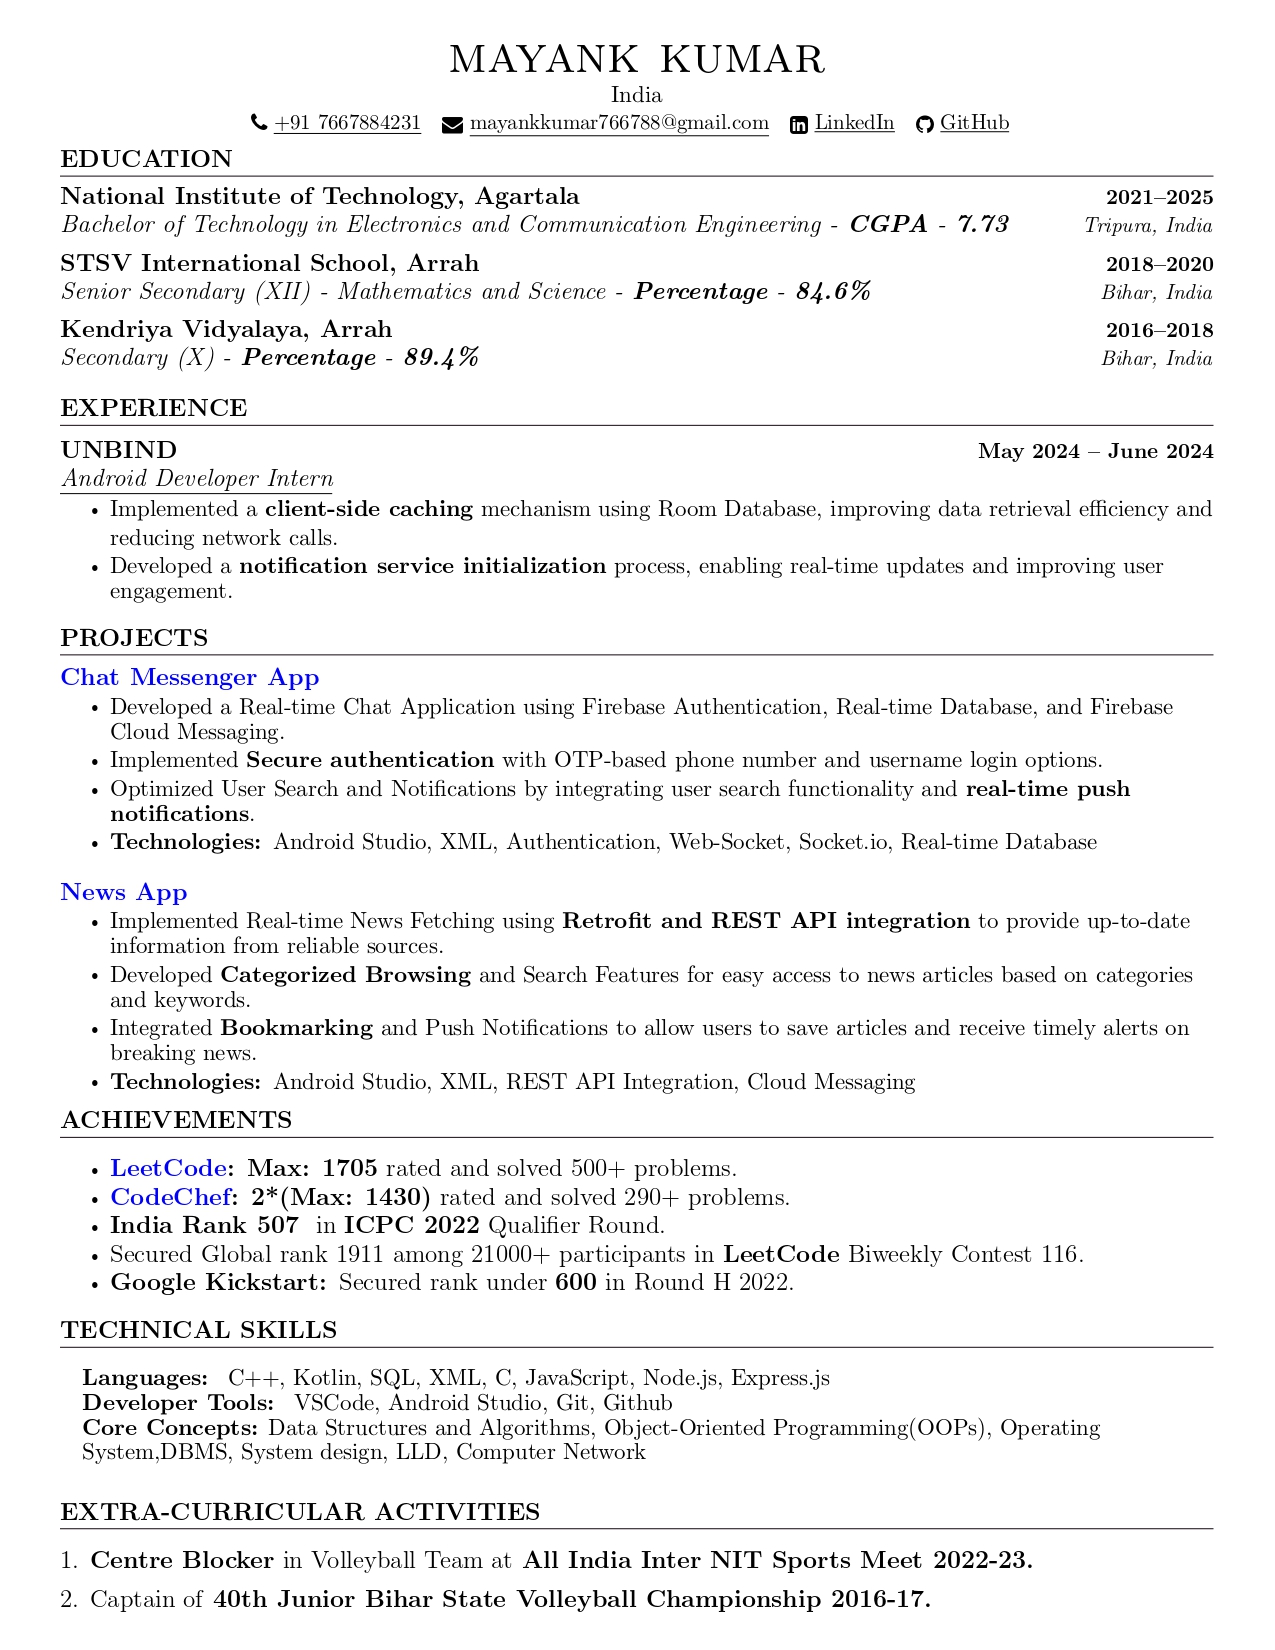 MAYANK KUMAR
India
+91 7667884231 mayankkumar766788@gmail.com LinkedIn GitHub
EDUCATION
National Institute of Technology, Agartala 2021–2025
Bachelor of Technology in Electronics and Communication Engineering - CGPA - 7.73 Tripura, India
STSV International School, Arrah 2018–2020
Senior Secondary (XII) - Mathematics and Science - Percentage - 84.6% Bihar, India
Kendriya Vidyalaya, Arrah 2016–2018
Secondary (X) - Percentage - 89.4% Bihar, India
EXPERIENCE
UNBIND May 2024 – June 2024
Android Developer Intern
• Implemented a client-side caching mechanism using Room Database, improving data retrieval efficiency and
reducing network calls.
• Developed a notification service initialization process, enabling real-time updates and improving user
engagement.
PROJECTS
Chat Messenger App
• Developed a Real-time Chat Application using Firebase Authentication, Real-time Database, and Firebase
Cloud Messaging.
• Implemented Secure authentication with OTP-based phone number and username login options.
• Optimized User Search and Notifications by integrating user search functionality and real-time push
notifications.
• Technologies: Android Studio, XML, Authentication, Web-Socket, Socket.io, Real-time Database
News App
• Implemented Real-time News Fetching using Retrofit and REST API integration to provide up-to-date
information from reliable sources.
• Developed Categorized Browsing and Search Features for easy access to news articles based on categories
and keywords.
• Integrated Bookmarking and Push Notifications to allow users to save articles and receive timely alerts on
breaking news.
• Technologies: Android Studio, XML, REST API Integration, Cloud Messaging
ACHIEVEMENTS
• LeetCode: Max: 1705 rated and solved 500+ problems.
• CodeChef: 2*(Max: 1430) rated and solved 290+ problems.
• India Rank 507 in ICPC 2022 Qualifier Round.
• Secured Global rank 1911 among 21000+ participants in LeetCode Biweekly Contest 116.
• Google Kickstart: Secured rank under 600 in Round H 2022.
TECHNICAL SKILLS
Languages: C++, Kotlin, SQL, XML, C, JavaScript, Node.js, Express.js
Developer Tools: VSCode, Android Studio, Git, Github
Core Concepts: Data Structures and Algorithms, Object-Oriented Programming(OOPs), Operating
System,DBMS, System design, LLD, Computer Network
EXTRA-CURRICULAR ACTIVITIES
1. Centre Blocker in Volleyball Team at All India Inter NIT Sports Meet 2022-23.
2. Captain of 40th Junior Bihar State Volleyball Championship 2016-17.